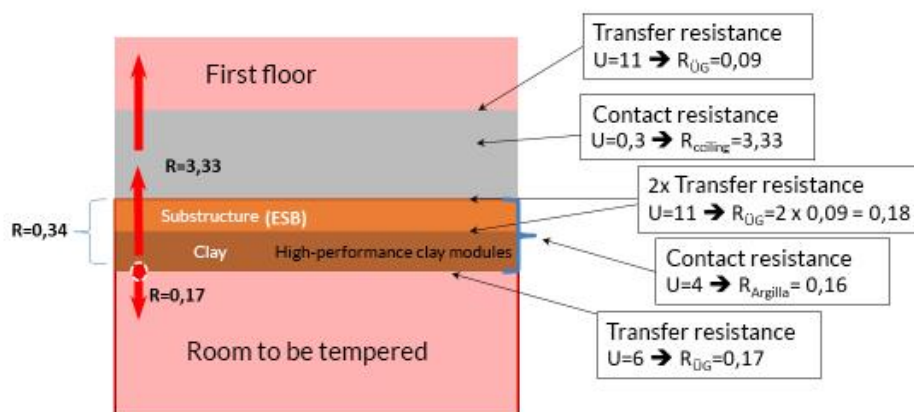 Transfer resistance
U=11 ➔ RÜG=0,09
First floor
Contact resistance
U=0,3 ➔ Rceiling=3,33
R=3,33
2x Transfer resistance
U=11 ➔ RÜG=2 x 0,09 = 0,18
Substructure (ESB)
R=0,34
Clay High-performance clay modules
Contact resistance
U=4 ➔ RArgilla= 0,16
R=0,17
Transfer resistance
U=6 ➔ RÜG=0,17
Room to be tempered